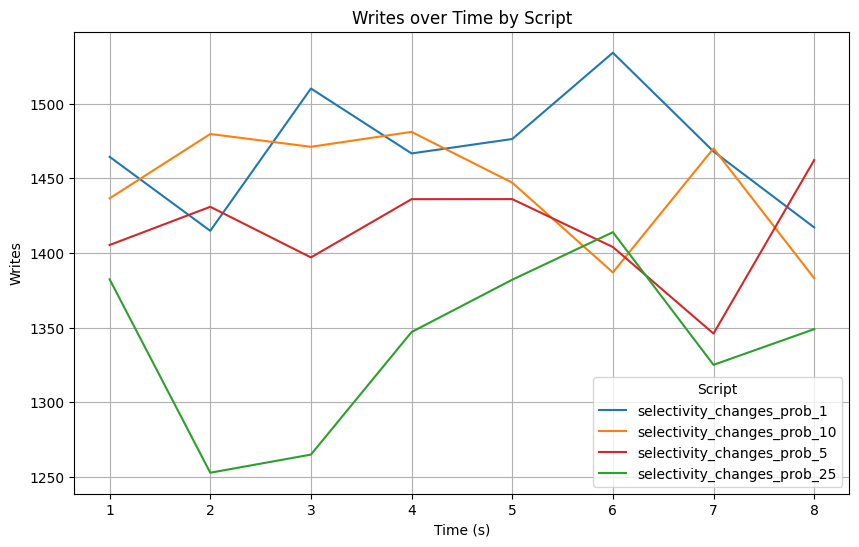 Writes over Time by Script
Writes
1500
1450
1400
1350
1300
1250
1 2 3 4 5 6 7 8
Time (s)
Script
selectivity_changes_prob_1
selectivity_changes_prob_10
selectivity_changes_prob_5
selectivity_changes_prob_25